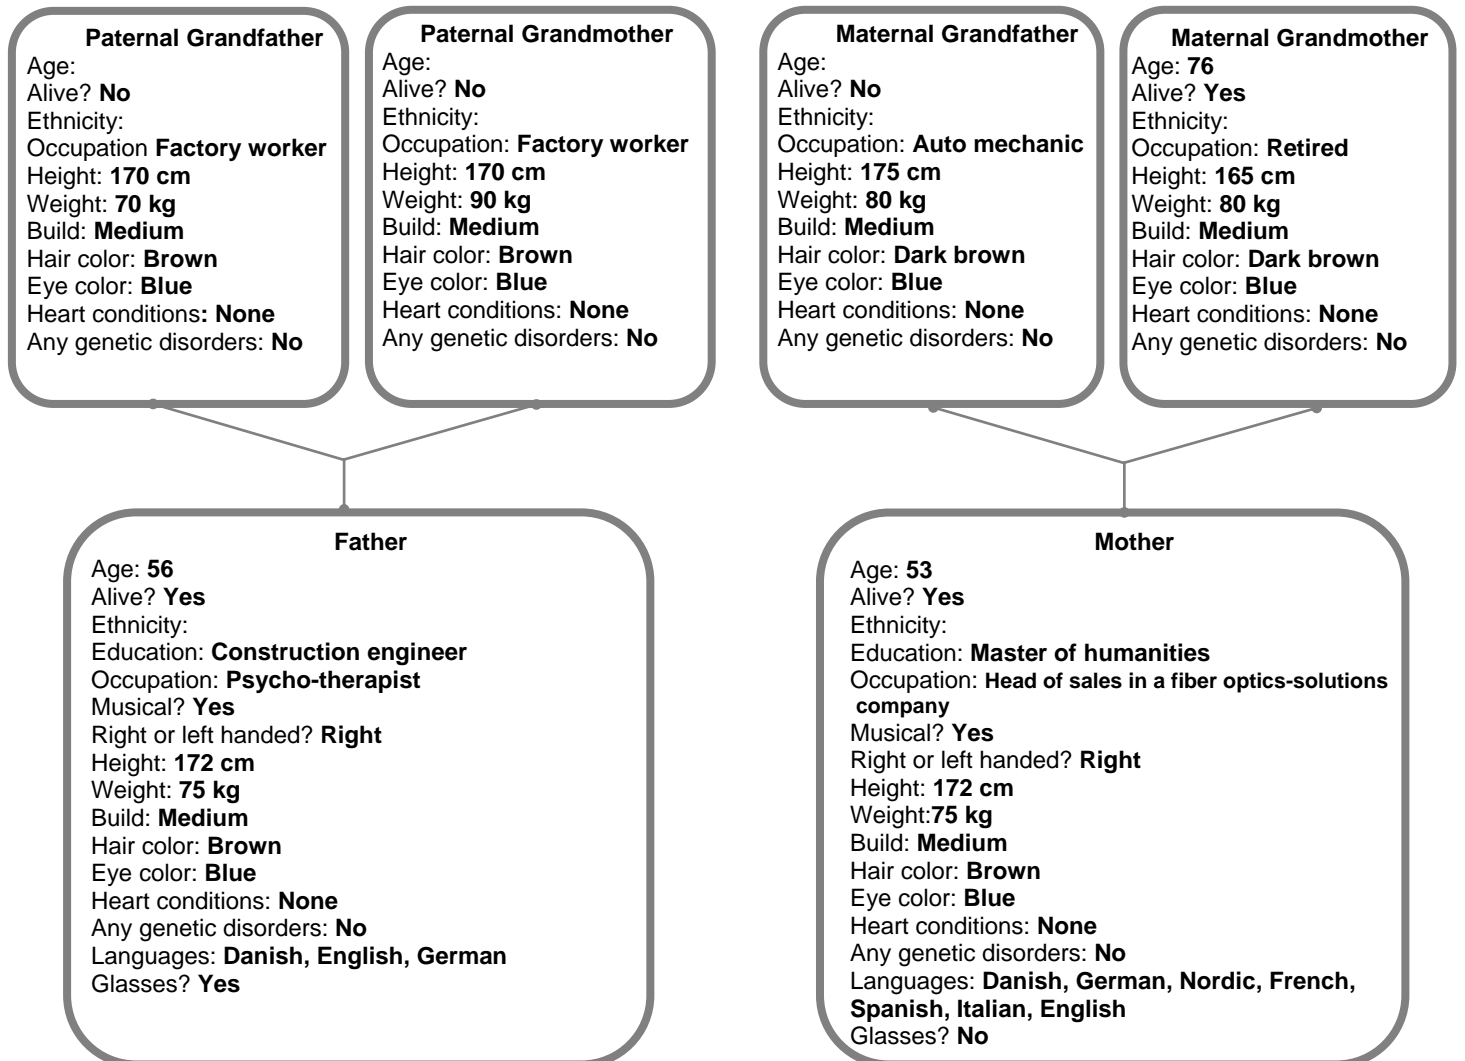 Paternal Grandfather
Age:
Alive? No
Ethnicity:
Occupation Factory worker
Height: 170 cm
Weight: 70 kg
Build: Medium
Hair color: Brown
Eye color: Blue
Heart conditions: None
Any genetic disorders: No
Paternal Grandmother
Age:
Alive? No
Ethnicity:
Occupation: Factory worker
Height: 170 cm
Weight: 90 kg
Build: Medium
Hair color: Brown
Eye color: Blue
Heart conditions: None
Any genetic disorders: No
Maternal Grandfather
Age:
Alive? No
Ethnicity:
Occupation: Auto mechanic
Height: 175 cm
Weight: 80 kg
Build: Medium
Hair color: Dark brown
Eye color: Blue
Heart conditions: None
Any genetic disorders: No
Maternal Grandmother
Age: 76
Alive? Yes
Ethnicity:
Occupation: Retired
Height: 165 cm
Weight: 80 kg
Build: Medium
Hair color: Dark brown
Eye color: Blue
Heart conditions: None
Any genetic disorders: No
Father
Age: 56
Alive? Yes
Ethnicity:
Education: Construction engineer
Occupation: Psycho-therapist
Musical? Yes
Right or left handed? Right
Height: 172 cm
Weight: 75 kg
Build: Medium
Hair color: Brown
Eye color: Blue
Heart conditions: None
Any genetic disorders: No
Languages: Danish, English, German
Glasses? Yes
Mother
Age: 53
Alive? Yes
Ethnicity:
Education: Master of humanities
Occupation: Head of sales in a fiber optics-solutions
company
Musical? Yes
Right or left handed? Right
Height: 172 cm
Weight:75 kg
Build: Medium
Hair color: Brown
Eye color: Blue
Heart conditions: None
Any genetic disorders: No
Languages: Danish, German, Nordic, French,
Spanish, Italian, English
Glasses? No